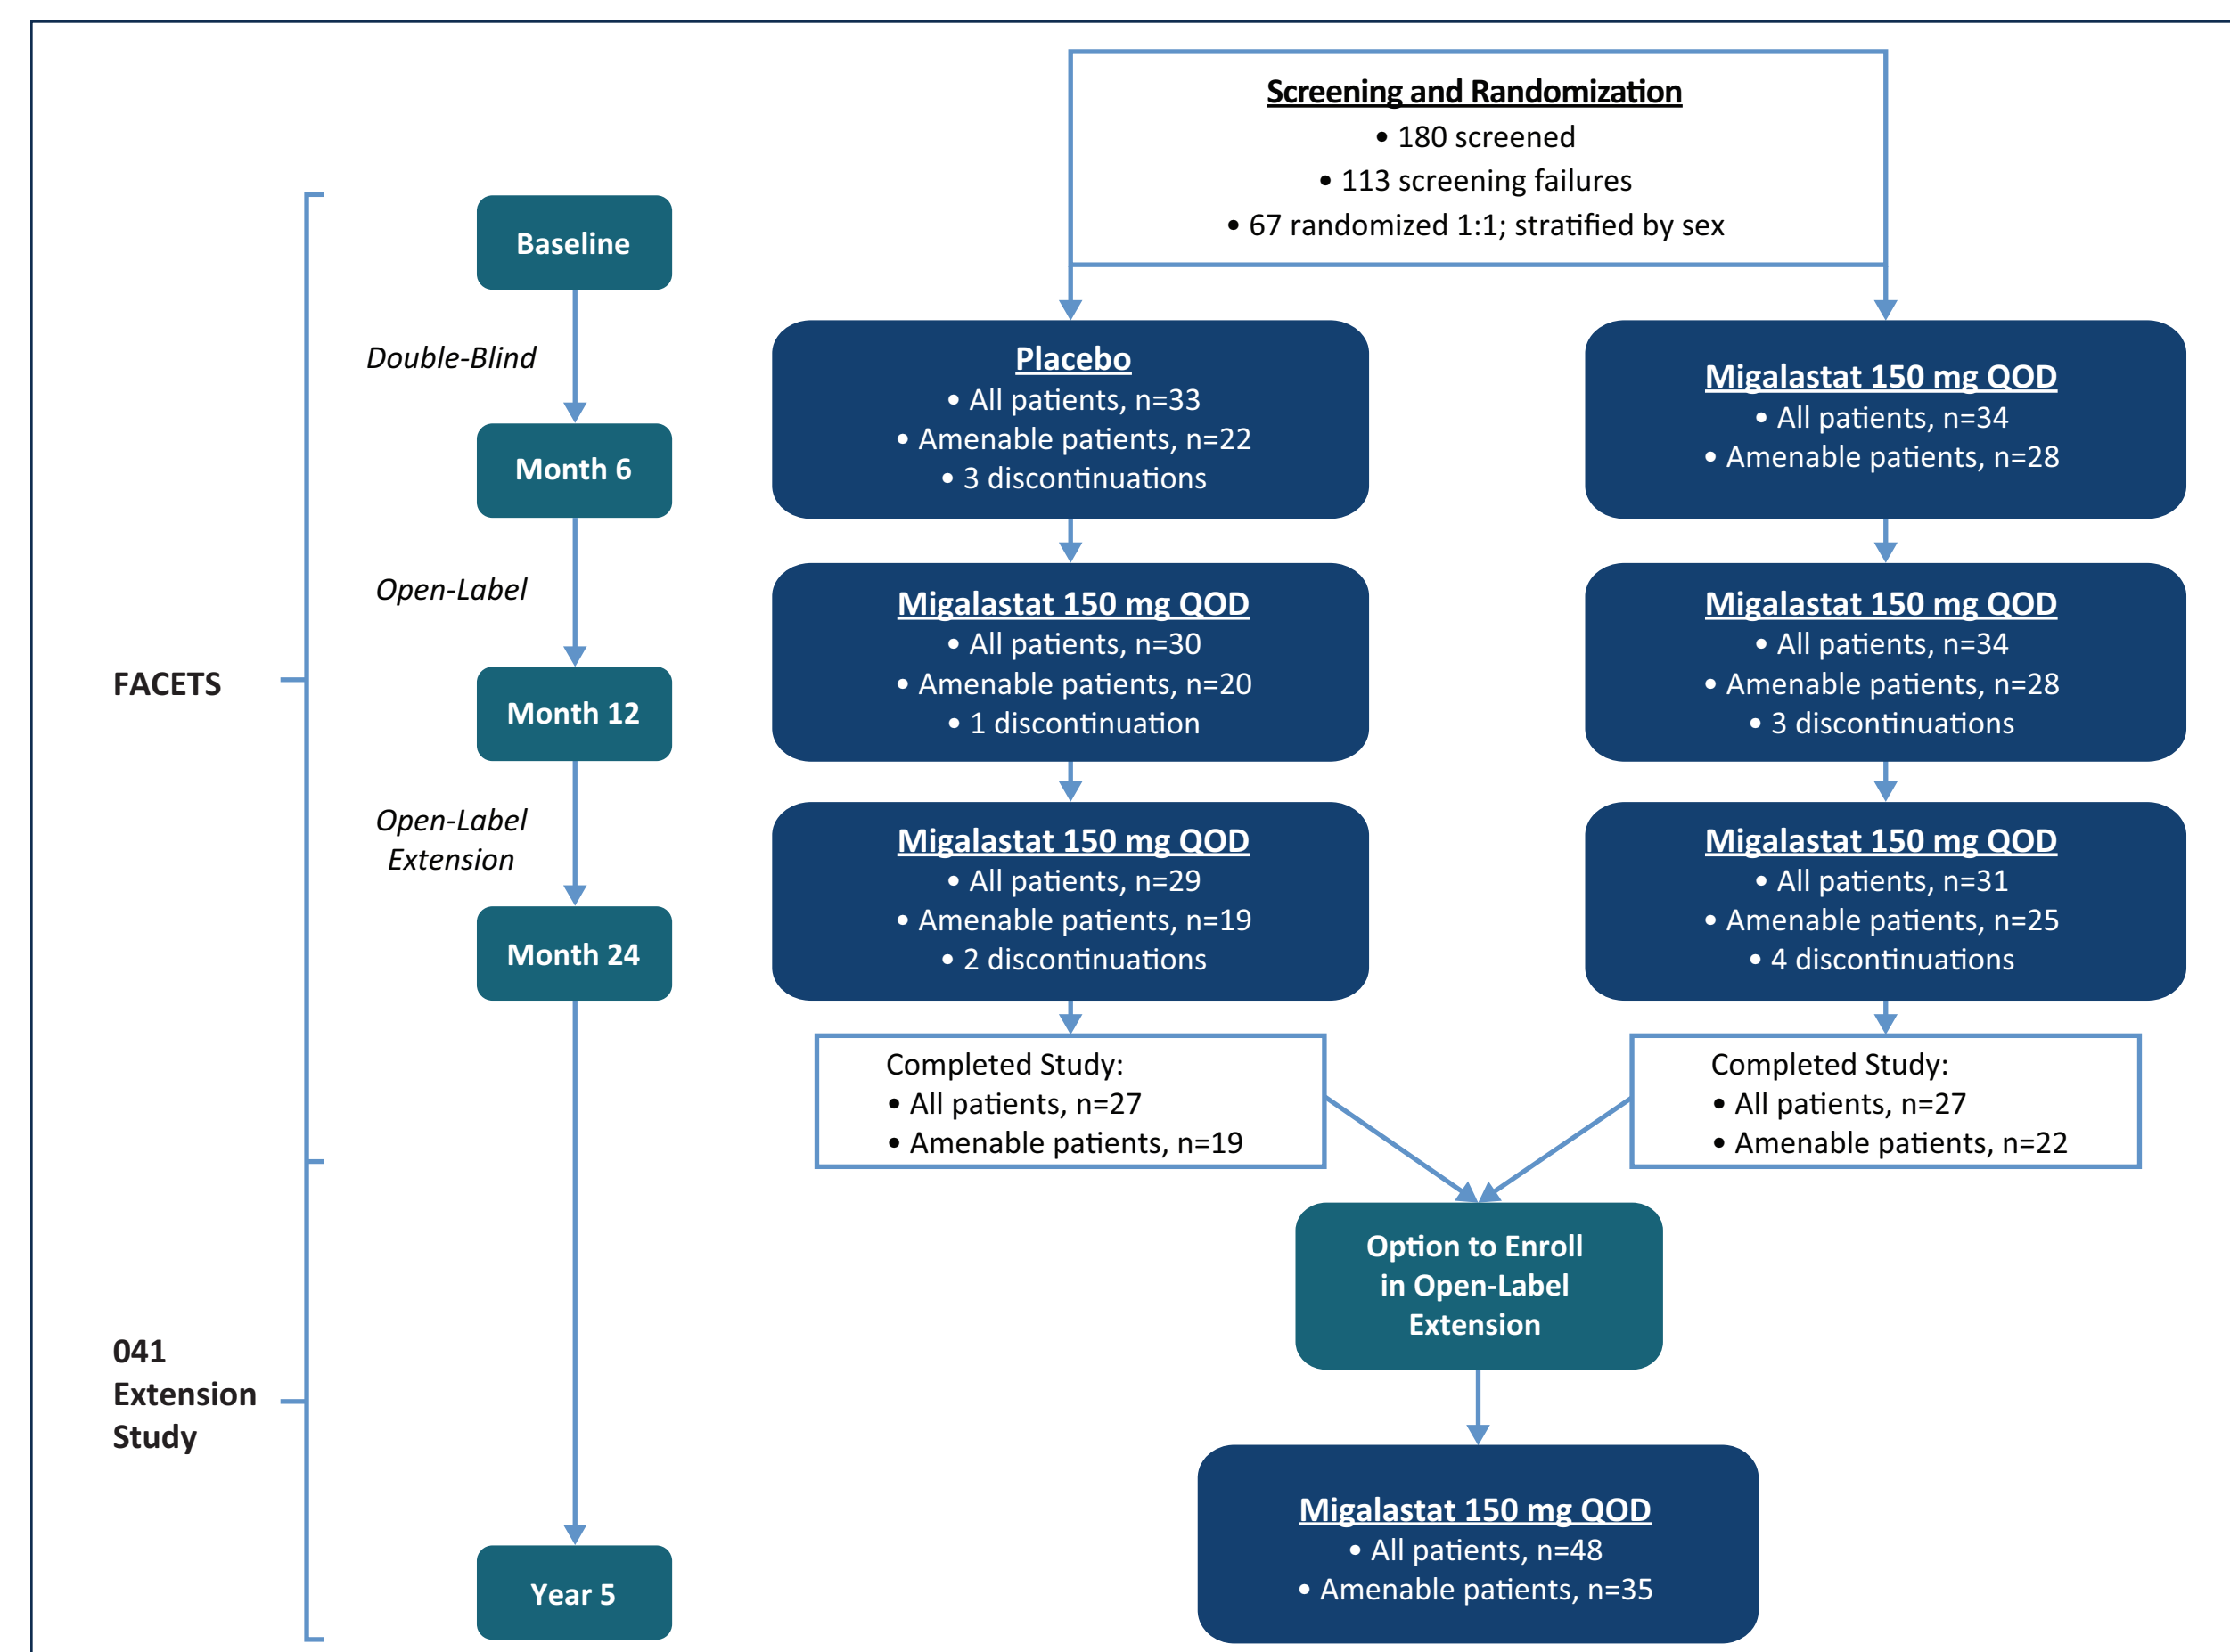 Screening and Randomization
• 180 screened
• 113 screening failures
• 67 randomized 1:1; stratified by sex
FACETS
041
Extension
Study
Baseline
Double-Blind
Month 6
Open-Label
Month 12
Open-Label
Extension
Month 24
Year 5
Placebo
• All patients, n=33
• Amenable patients, n=22
• 3 discontinuations
Migalastat 150 mg QOD
• All patients, n=34
• Amenable patients, n=28
Migalastat 150 mg QOD
• All patients, n=30
• Amenable patients, n=20
• 1 discontinuation
Migalastat 150 mg QOD
• All patients, n=34
• Amenable patients, n=28
• 3 discontinuations
Migalastat 150 mg QOD
• All patients, n=29
• Amenable patients, n=19
• 2 discontinuations
Migalastat 150 mg QOD
• All patients, n=31
• Amenable patients, n=25
• 4 discontinuations
Completed Study:
• All patients, n=27
• Amenable patients, n=19
Completed Study:
• All patients, n=27
• Amenable patients, n=22
Option to Enroll
in Open-Label
Extension
Migalastat 150 mg QOD
• All patients, n=48
• Amenable patients, n=35